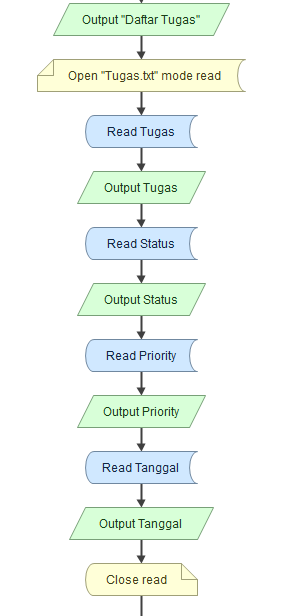 Output "Daftar Tugas"
Open "Tugas.txt" mode read
Read Tugas
Output Tugas
Read Status
Output Status
Read Priority
Output Priority
Read Tanggal
Output Tanggal
Close read